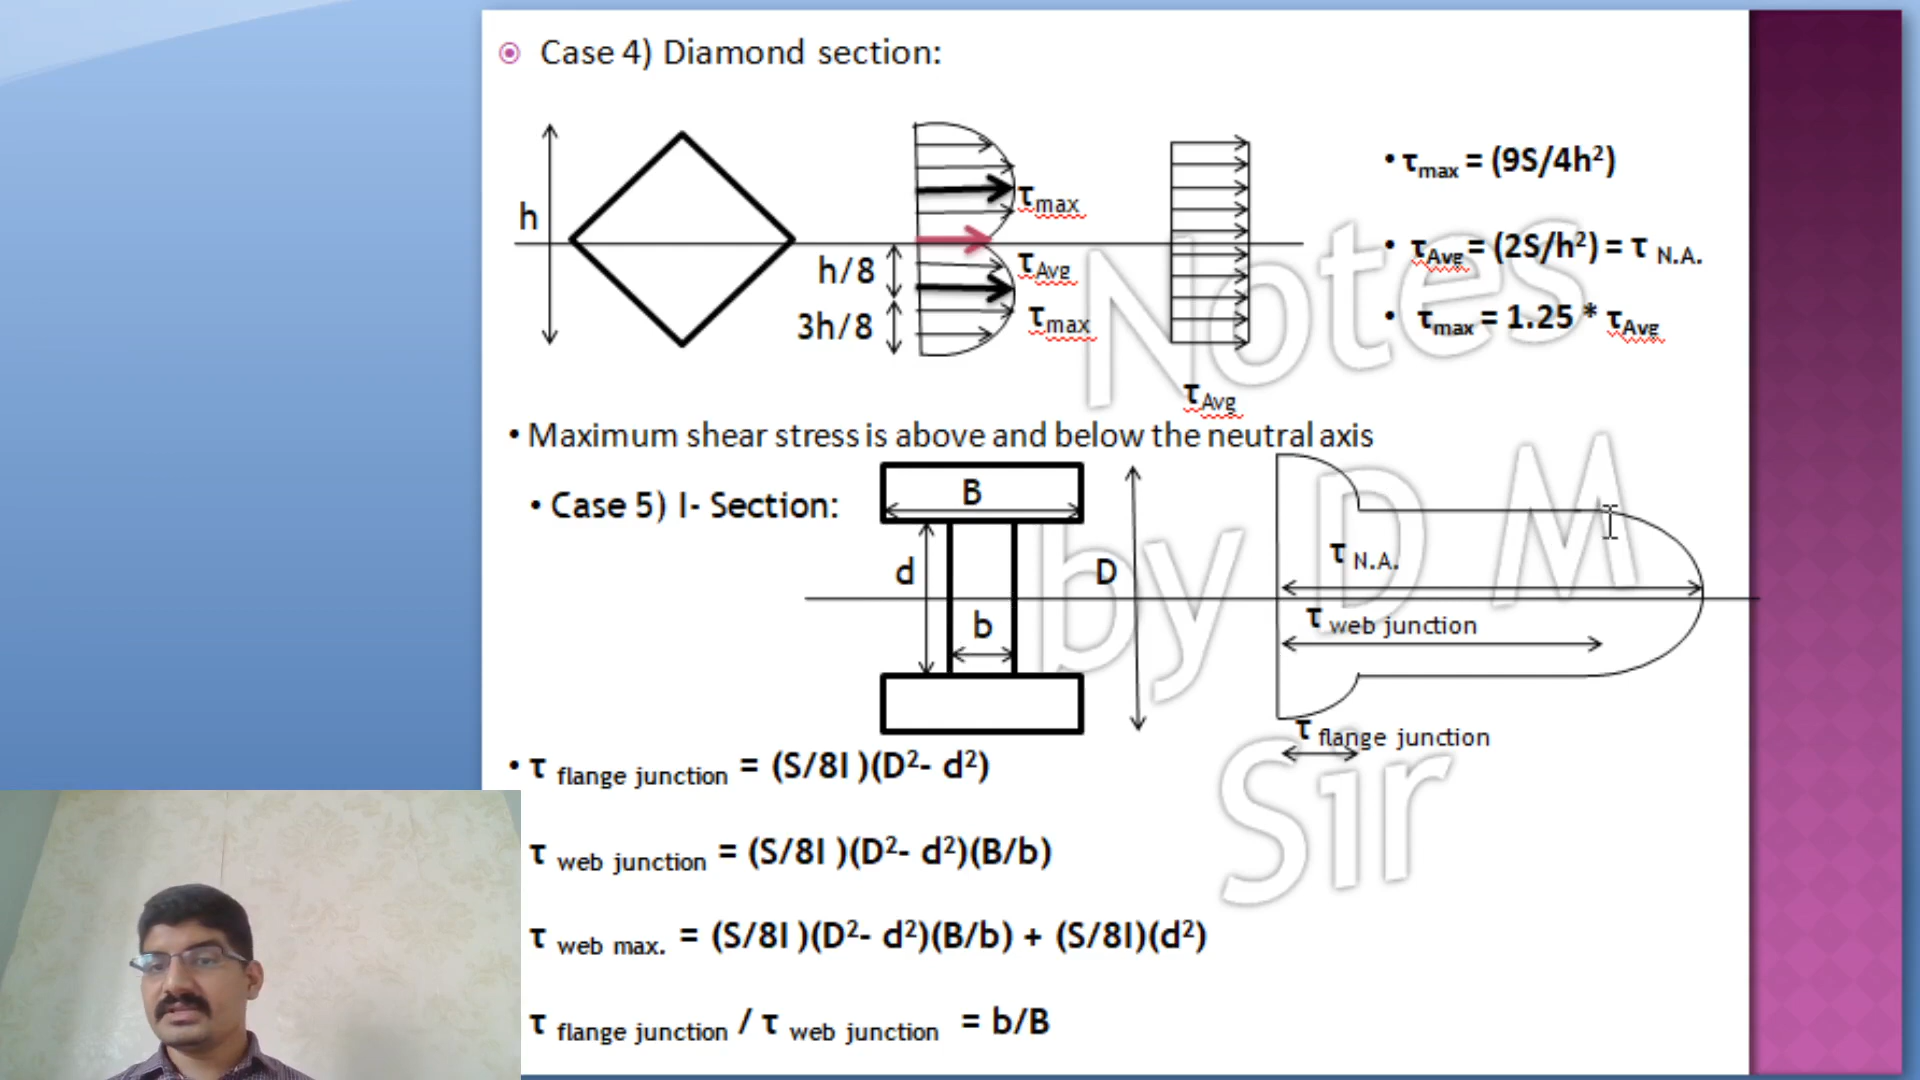 Case 4) Diamond section:
h
h/8
3h/8
τmax
τAvg
τmax
τAvg
• τmax = (9S/4h²)
• τAvg = (2S/h²) = τ N.A.
• τmax = 1.25 * τAvg
• Maximum shear stress is above and below the neutral axis
• Case 5) I- Section:
B
d
b
D
τ N.A.
τ web junction
τ flange junction
• τ flange junction = (S/8I )(D²- d²)
τ web junction = (S/8I )(D²- d²)(B/b)
τ web max. = (S/8I )(D²- d²)(B/b) + (S/8I)(d²)
τ flange junction / τ web junction = b/B
Notes
by D M
Sir